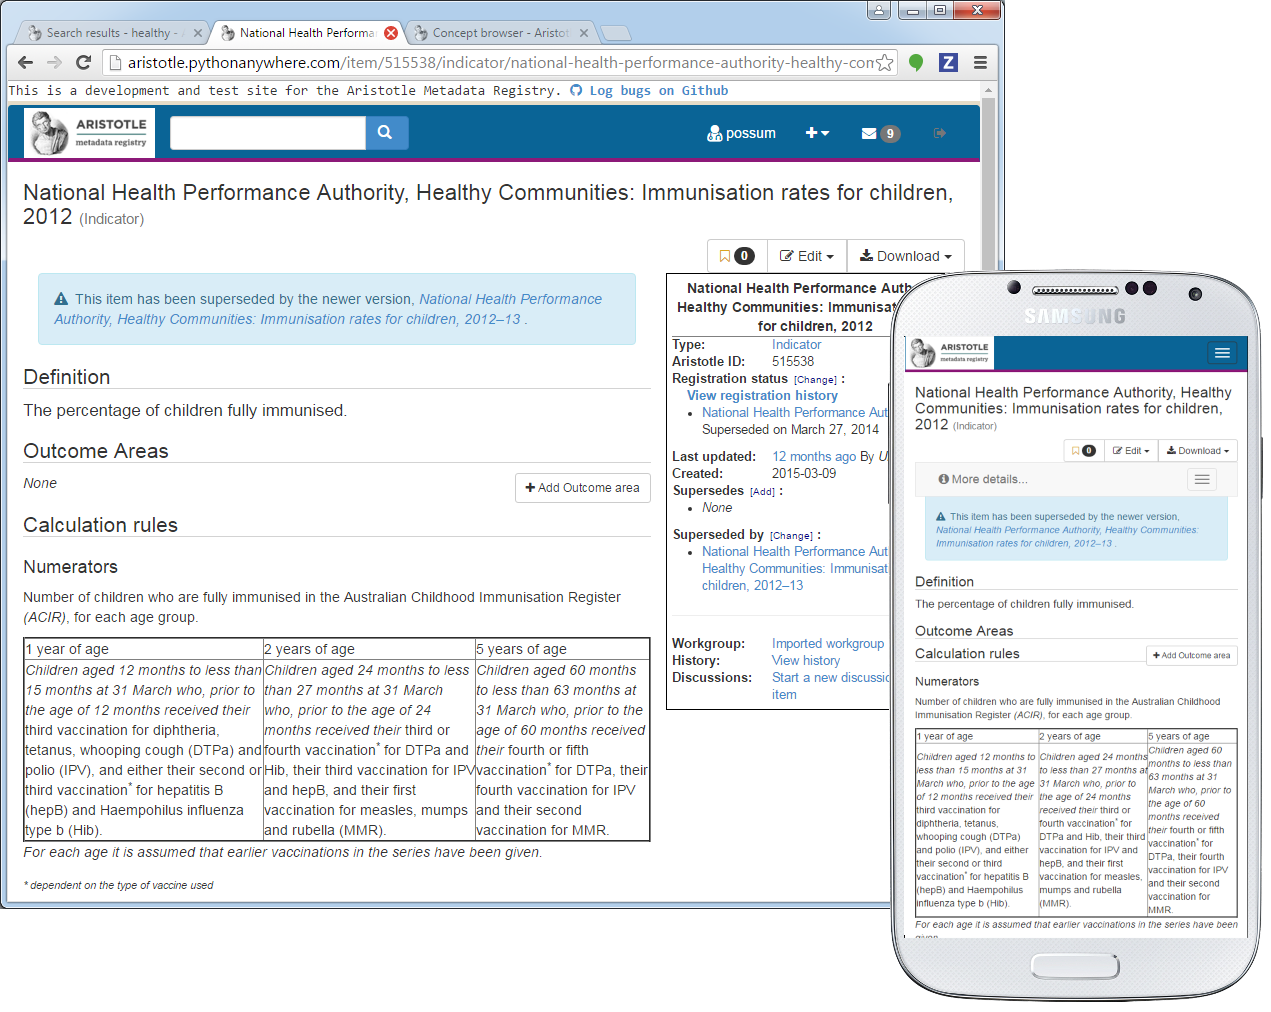 Search results - healthy - A
National Health Performa
Concept browser - Aristot
aristotle.pythonanywhere.com/item/515538/indicator/national-health-performance-authority-healthy-com
Z
This is a development and test site for the Aristotle Metadata Registry. Log bugs on Github
ARISTOTLE
metadata registry
possum
9
National Health Performance Authority, Healthy Communities: Immunisation rates for children,
2012 (Indicator)
0 Edit Download
This item has been superseded by the newer version, National Health Performance
Authority, Healthy Communities: Immunisation rates for children, 2012–13 .
Definition
The percentage of children fully immunised.
Outcome Areas
None
Add Outcome area
Calculation rules
Numerators
Number of children who are fully immunised in the Australian Childhood Immunisation Register
(ACIR), for each age group.
1 year of age
Children aged 12 months to less than
15 months at 31 March who, prior to
the age of 12 months received their
third vaccination for diphtheria,
tetanus, whooping cough (DTPa) and
polio (IPV), and either their second or
third vaccination* for hepatitis B
(hepB) and Haempohilus influenza
type b (Hib).
2 years of age
Children aged 24 months to less
than 27 months at 31 March
who, prior to the age of 24
months received their third or
fourth vaccination* for DTPa and
Hib, their third vaccination for IPV
and hepB, and their first
vaccination for measles, mumps
and rubella (MMR).
5 years of age
Children aged 60 months
to less than 63 months at
31 March who, prior to the
age of 60 months received
their fourth or fifth
vaccination* for DTPa, their
fourth vaccination for IPV
and their second
vaccination for MMR.
For each age it is assumed that earlier vaccinations in the series have been given.
* dependent on the type of vaccine used
National Health Performance Auth
Healthy Communities: Immunisa
for children, 2012
Type: Indicator
Aristotle ID: 515538
Registration status [Change] :
View registration history
National Health Performance Aut
Superseded on March 27, 2014
Last updated: 12 months ago By U
Created: 2015-03-09
Supersedes [Add] :
None
Superseded by [Change] :
National Health Performance Aut
Healthy Communities: Immunisat
children, 2012–13
Workgroup: Imported workgroup
History: View history
Discussions: Start a new discussio
item
SAMSUNG
ARISTOTLE
metadata registry
National Health Performance Authority, Healthy
Communities: Immunisation rates for children,
2012 (Indicator)
0 Edit Download
More details...
This item has been superseded by the newer version,
National Health Performance Authority, Healthy Communities:
Immunisation rates for children, 2012–13 .
Definition
The percentage of children fully immunised.
Outcome Areas
Calculation rules
Add Outcome area
Numerators
Number of children who are fully immunised in the Australian Childhood
Immunisation Register (ACIR), for each age group.
1 year of age
Children aged 12 months to
less than 15 months at 31
March who, prior to the age
of 12 months received their
third vaccination for
diphtheria, tetanus,
whooping cough (DTPa)
and polio (IPV), and either
their second or third
vaccination* for hepatitis B
(hepB) and Haempohilus
influenza type b (Hib).
2 years of age
Children aged 24 months
to less than 27 months at
31 March who, prior to
the age of 24 months
received their third or
fourth vaccination* for
DTPa and Hib, their third
vaccination for IPV and
hepB, and their first
vaccination for measles,
mumps and rubella
(MMR).
5 years of age
Children aged 60
months to less than
63 months at 31
March who, prior to
the age of 60
months received
their fourth or fifth
vaccination* for
DTPa, their fourth
vaccination for IPV
and their second
vaccination for
MMR.
For each age it is assumed that earlier vaccinations in the series have been
given.